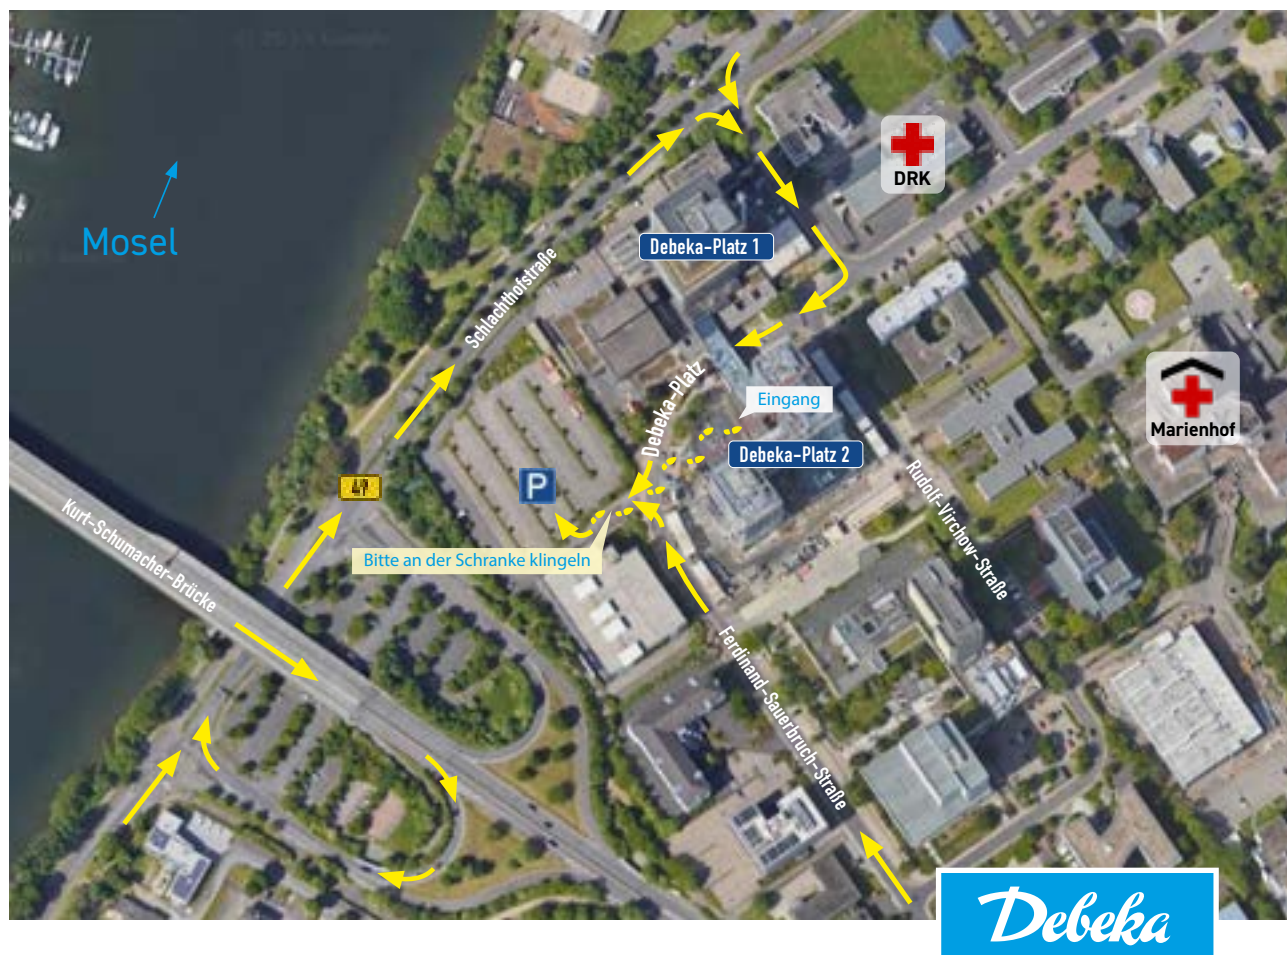 DRK
Mosel
Debeka-Platz 1
Schlachthofstraße
Debeka-Platz
Eingang
Marienhof
Debeka-Platz 2
P
49
Rudolf-Virchow-Straße
Kurt-Schumacher-Brücke
Bitte an der Schranke klingeln
Ferdinand-Sauerbruch-Straße
Debeka